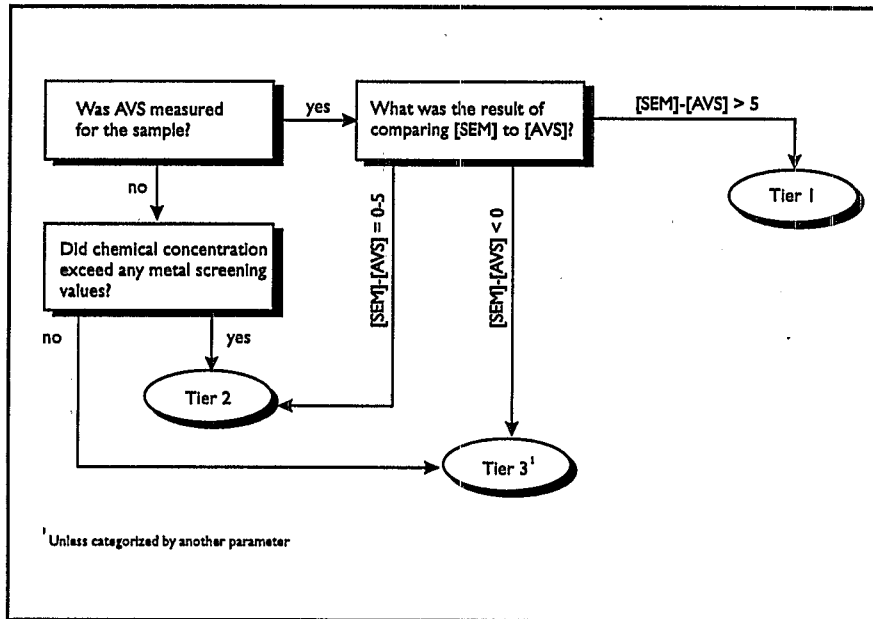 Was AVS measured
for the sample?
yes
What was the result of
comparing [SEM] to [AVS]?
[SEM]-[AVS] > 5
Tier 1
no
Did chemical concentration
exceed any metal screening
values?
[SEM]-[AVS] = 0-5
[SEM]-[AVS] < 0
no
yes
Tier 2
Tier 3¹
¹ Unless categorized by another parameter